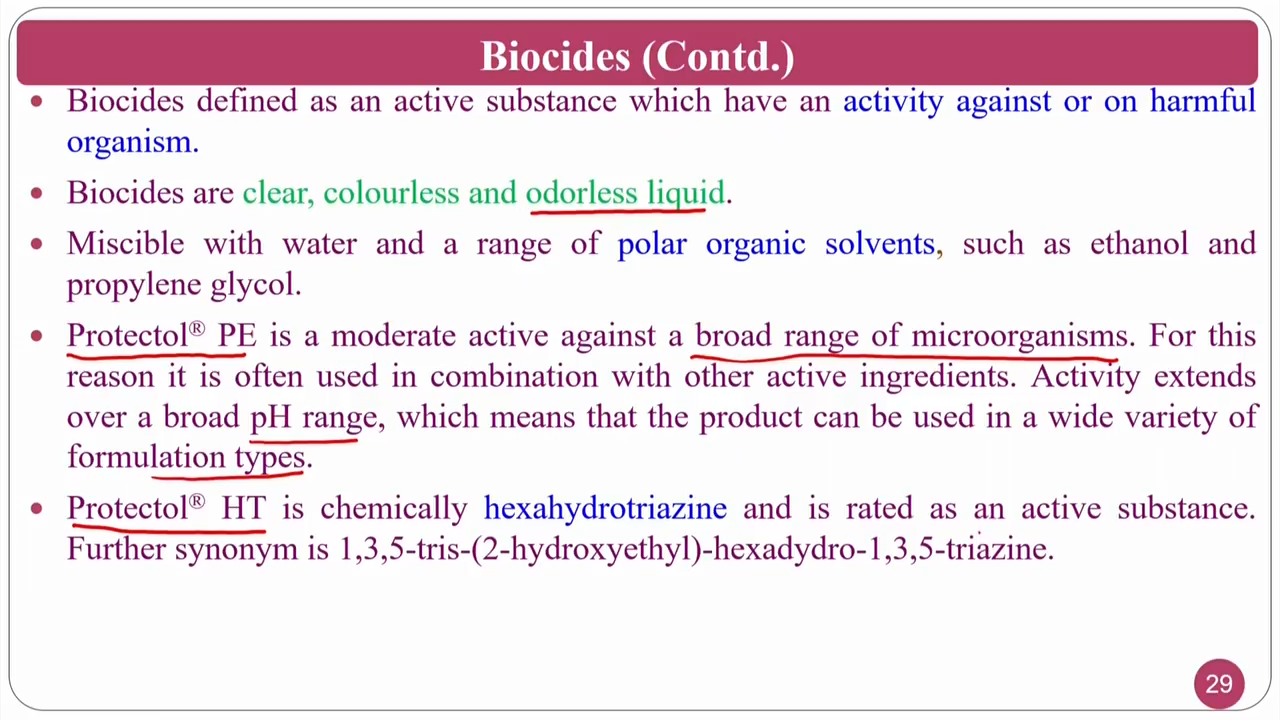 Biocides (Contd.)
• Biocides defined as an active substance which have an activity against or on harmful
organism.
• Biocides are clear, colourless and odorless liquid.
• Miscible with water and a range of polar organic solvents, such as ethanol and
propylene glycol.
• Protectol® PE is a moderate active against a broad range of microorganisms. For this
reason it is often used in combination with other active ingredients. Activity extends
over a broad pH range, which means that the product can be used in a wide variety of
formulation types.
• Protectol® HT is chemically hexahydrotriazine and is rated as an active substance.
Further synonym is 1,3,5-tris-(2-hydroxyethyl)-hexadydro-1,3,5-triazine.
29